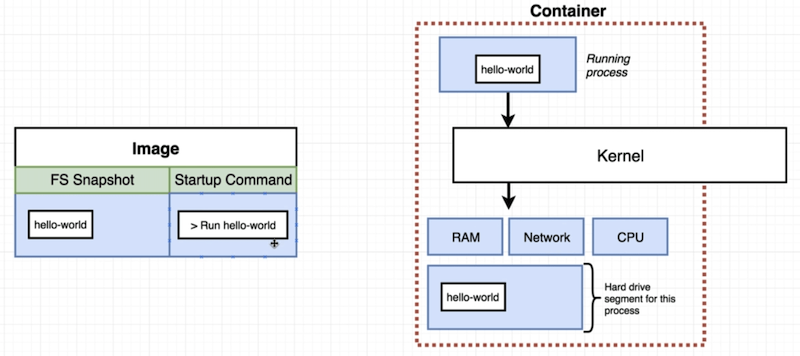 Image
FS Snapshot
Startup Command
hello-world
> Run hello-world
Container
hello-world
Running
process
Kernel
RAM
Network
CPU
hello-world
Hard drive
segment for this
process